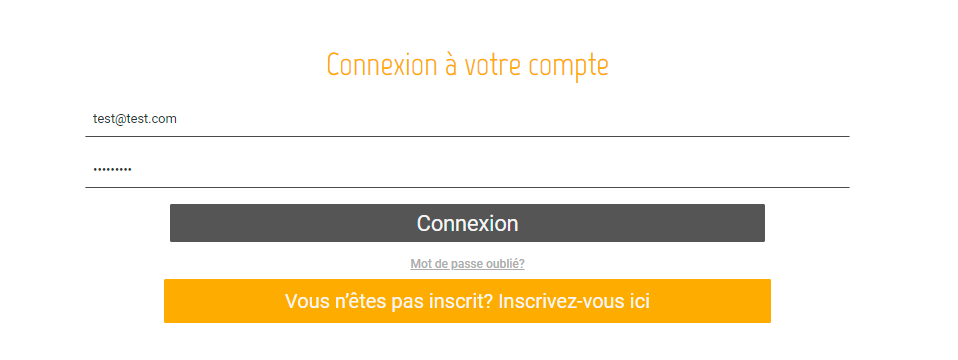 Connexion à votre compte
test@test.com
•••••••••
Connexion
Mot de passe oublié?
Vous n’êtes pas inscrit? Inscrivez-vous ici